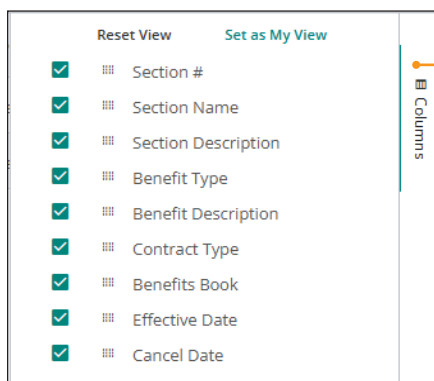 Reset View Set as My View
Section #
Section Name
Section Description
Benefit Type
Benefit Description
Contract Type
Benefits Book
Effective Date
Cancel Date
Columns